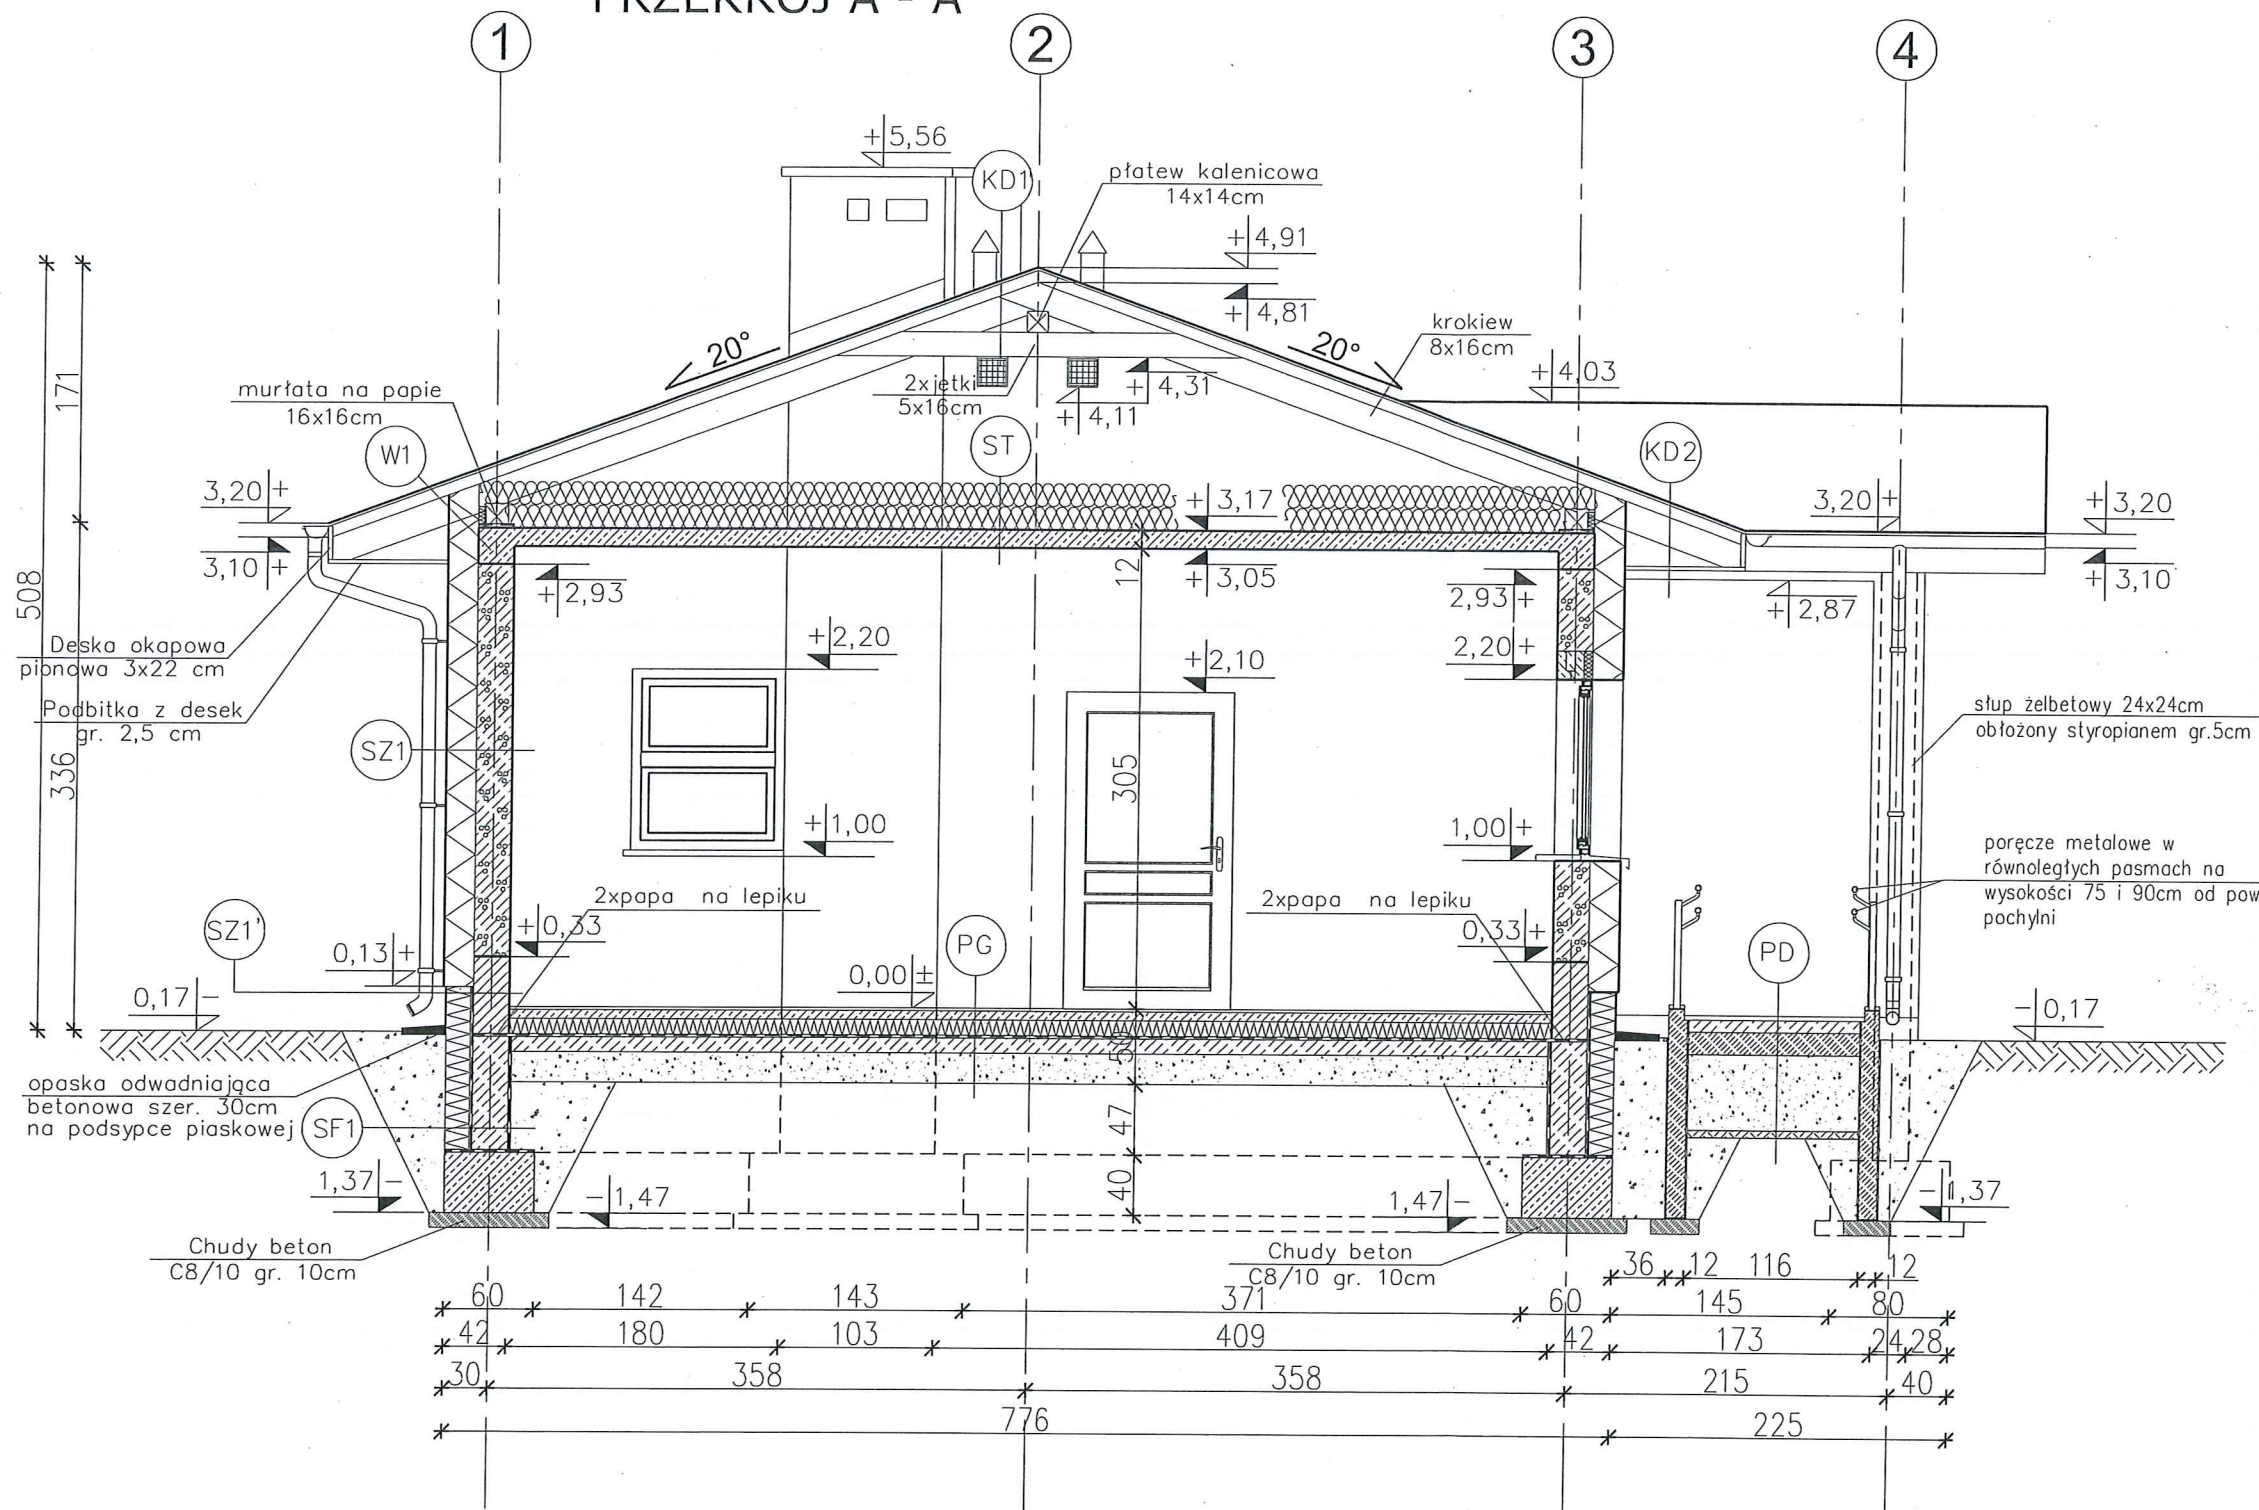 PRZEKRÓJ A - A
1
2
3
4
+5,56
KD1
płatew kalenicowa
14x14cm
+4,91
+4,81
krokiew
8x16cm
20°
20°
+4,03
murłata na papie
16x16cm
2xjętki
5x16cm
+4,31
+4,11
W1
ST
KD2
3,20+
3,10+
+3,17
3,20+
+3,20
+3,10
12
+3,05
+2,93
2,93+
+2,87
171
508
336
Deska okapowa
pionowa 3x22 cm
Podbitka z desek
gr. 2,5 cm
+2,20
+2,10
2,20+
słup żelbetowy 24x24cm
obłożony styropianem gr.5cm
SZ1
305
+1,00
1,00+
poręcze metalowe w
równoległych pasmach na
wysokości 75 i 90cm od pow
pochylni
2xpapa na lepiku
2xpapa na lepiku
SZ1'
+0,33
0,33+
PG
PD
0,13+
0,00±
0,17-
-0,17
50
opaska odwadniająca
betonowa szer. 30cm
na podsypce piaskowej
SF1
47
40
1,37-
-1,47
1,47-
-1,37
Chudy beton
C8/10 gr. 10cm
Chudy beton
C8/10 gr. 10cm
36 12 116 12
60 142 143 371 60 145 80
42 180 103 409 42 173 24 28
30 358 358 215 40
776 225